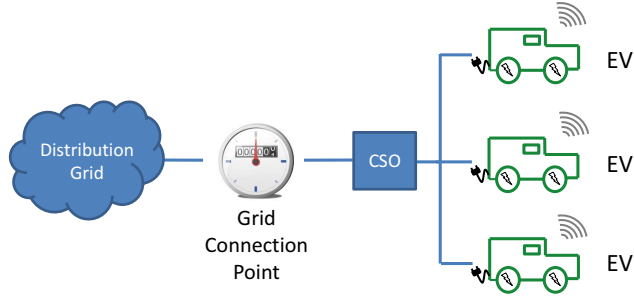 Distribution
Grid
Grid
Connection
Point
CSO
EV
EV
EV